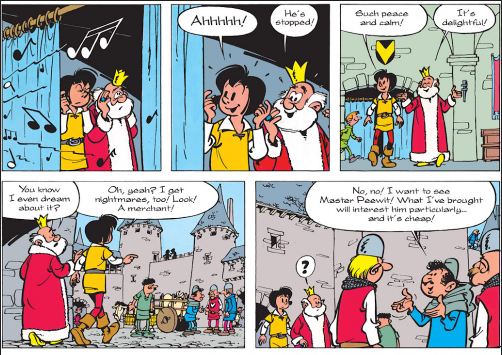 Ahhhhh!
He's
stopped!
Such peace
and calm!
It's
delightful!
You know
I even dream
about it?
Oh, yeah? I get
nightmares, too! Look!
A merchant!
?
No, no! I want to see
Master Peewit! What I've brought
will interest him particularly...
and it's cheap!